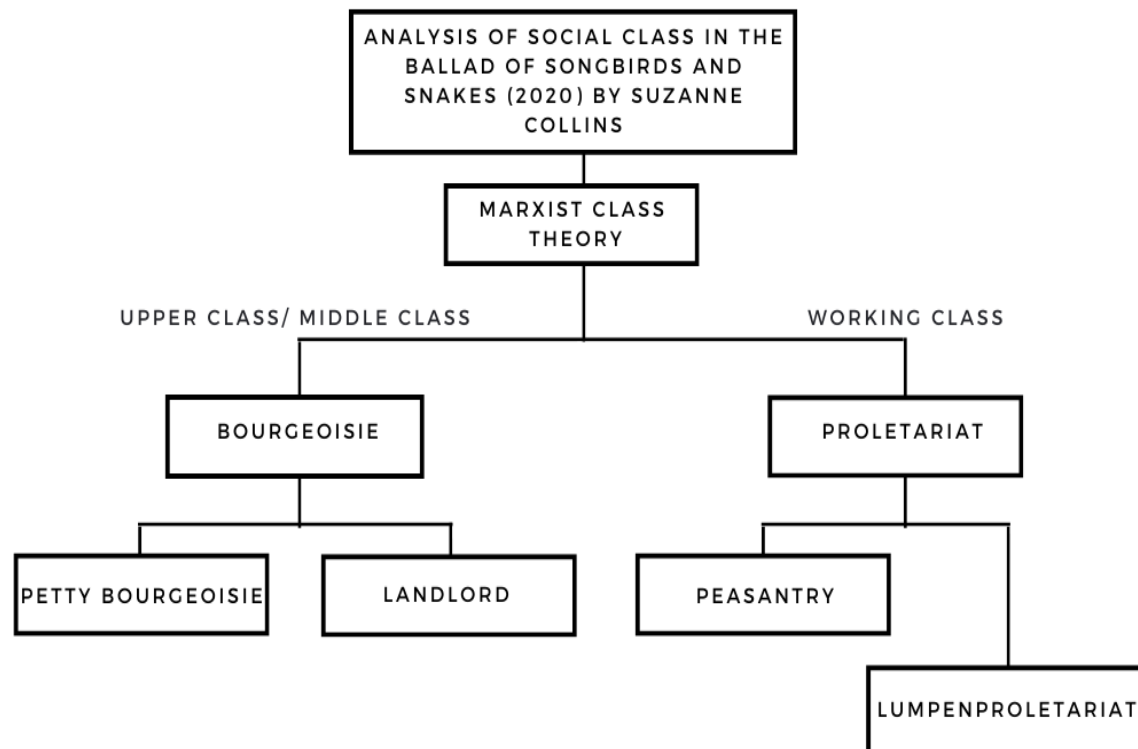 ANALYSIS OF SOCIAL CLASS IN THE
BALLAD OF SONGBIRDS AND
SNAKES (2020) BY SUZANNE
COLLINS
MARXIST CLASS
THEORY
UPPER CLASS/ MIDDLE CLASS
WORKING CLASS
BOURGEOISIE
PROLETARIAT
PETTY BOURGEOISIE
LANDLORD
PEASANTRY
LUMPENPROLETARIAT